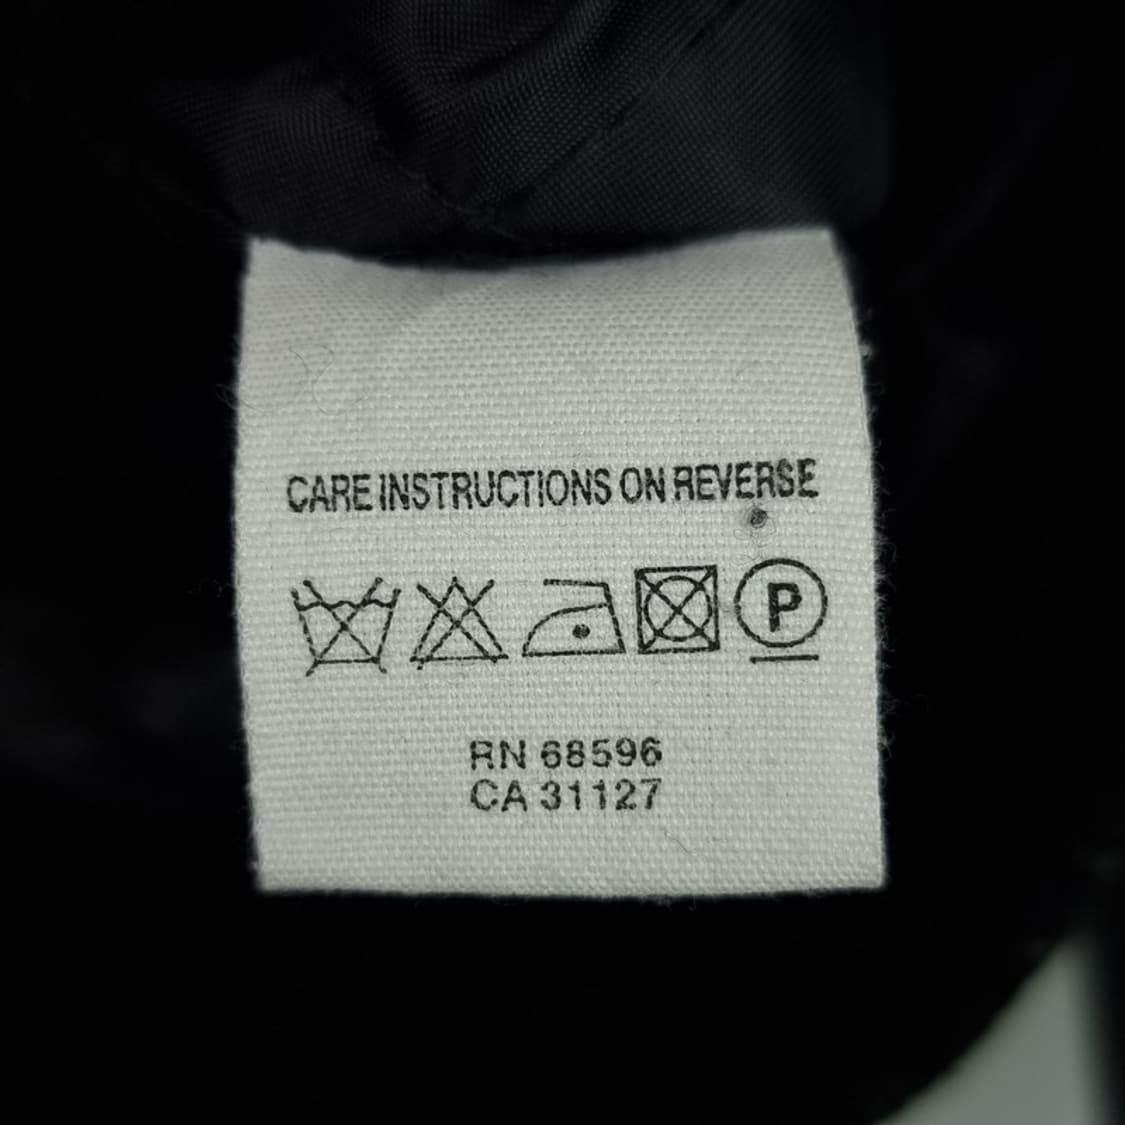 CARE INSTRUCTIONS ON REVERSE
P
RN 68596
CA 31127